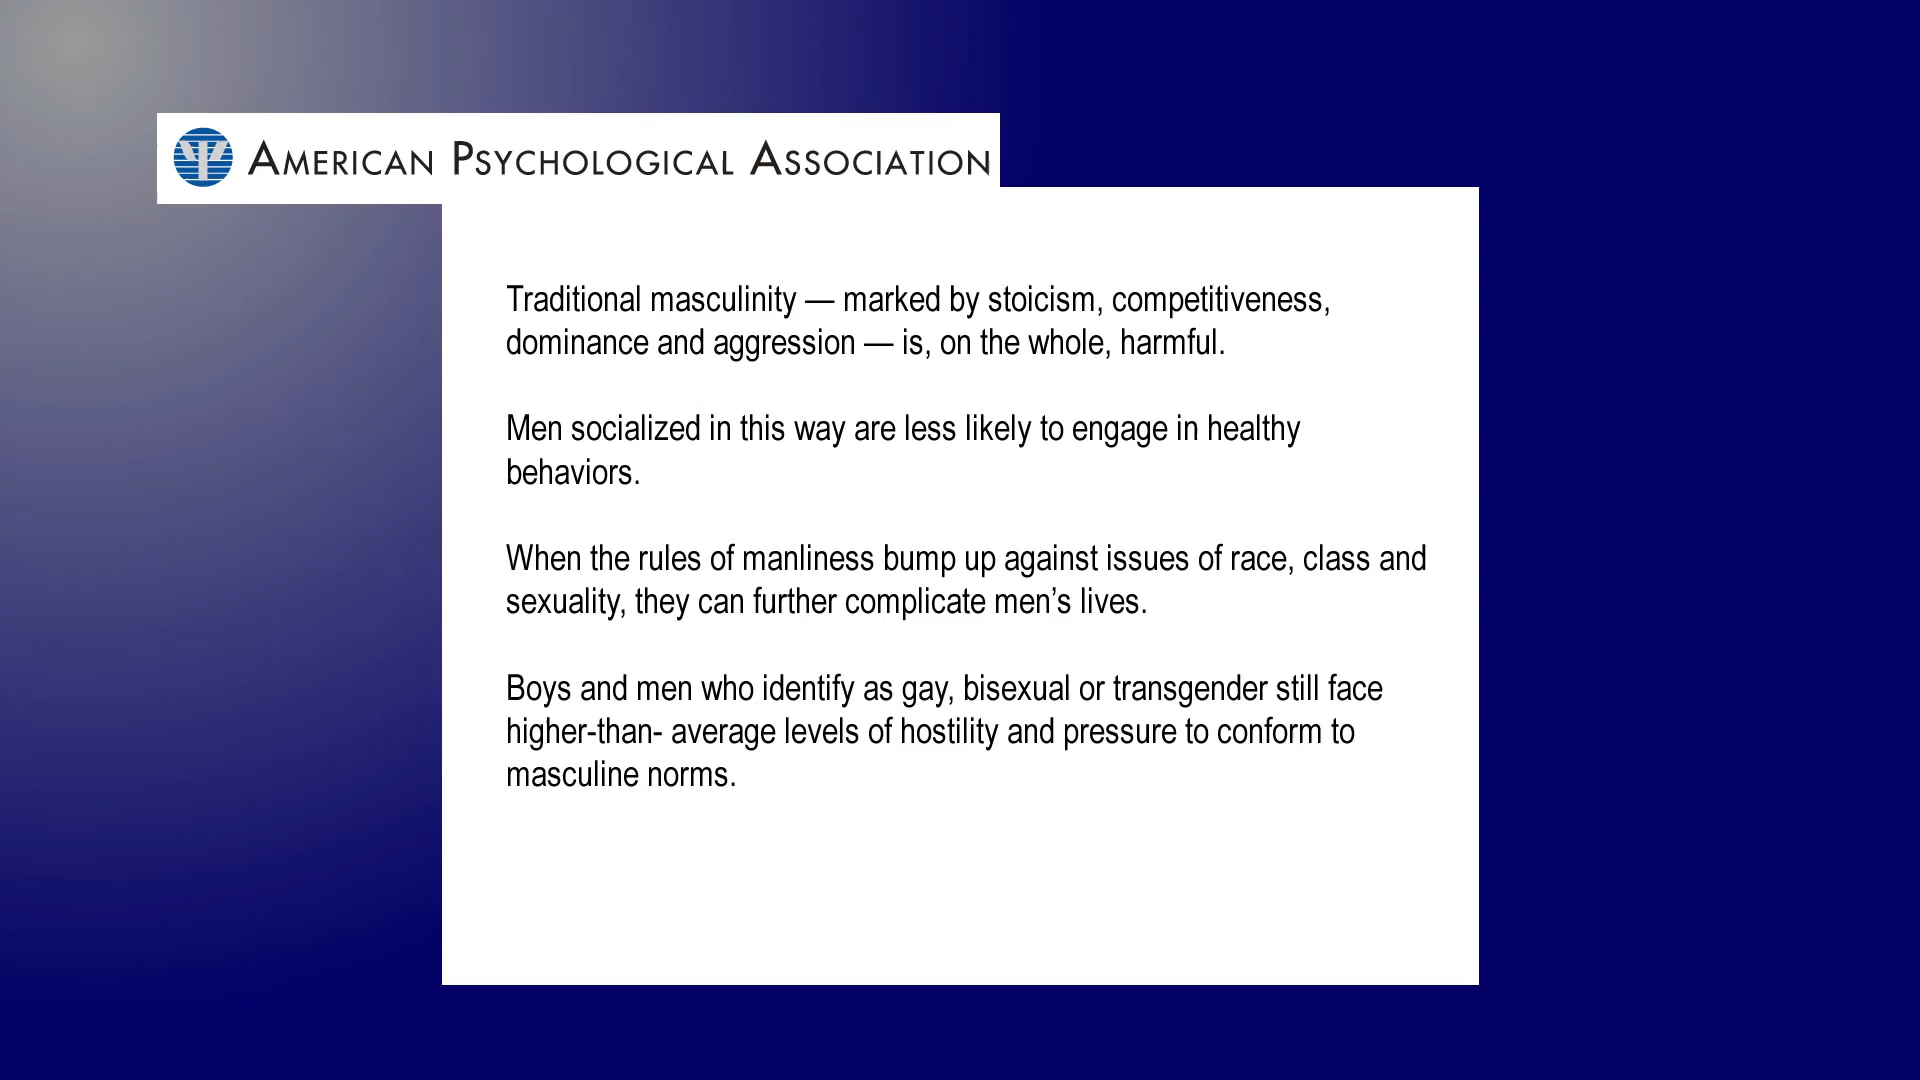 AMERICAN PSYCHOLOGICAL ASSOCIATION
Traditional masculinity — marked by stoicism, competitiveness,
dominance and aggression — is, on the whole, harmful.
Men socialized in this way are less likely to engage in healthy
behaviors.
When the rules of manliness bump up against issues of race, class and
sexuality, they can further complicate men’s lives.
Boys and men who identify as gay, bisexual or transgender still face
higher-than- average levels of hostility and pressure to conform to
masculine norms.